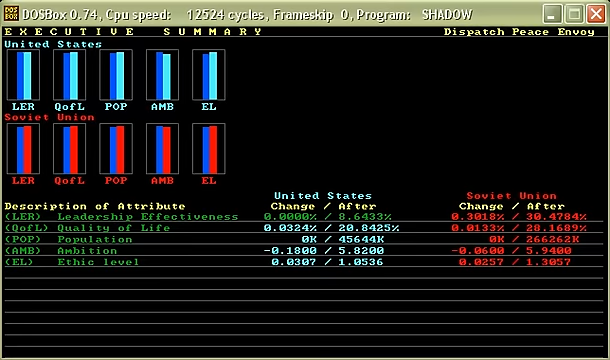 DOS BOX DOSBox 0.74, Cpu speed: 12524 cycles, Frameskip 0, Program: SHADOW
EXECUTIVE SUMMARY Dispatch Peace Envoy
United States
LER QofL POP AMB EL
Soviet Union
LER QofL POP AMB EL
United States Soviet Union
Description of Attribute Change / After Change / After
(LER) Leadership Effectiveness 0.0000% / 8.6433% 0.3018% / 30.4784%
(QofL) Quality of Life 0.0324% / 20.8425% 0.0133% / 28.1689%
(POP) Population 0K / 45644K 0K / 266262K
(AMB) Ambition -0.1800 / 5.8200 -0.0600 / 5.9400
(EL) Ethic level 0.0307 / 1.0536 0.0257 / 1.3057